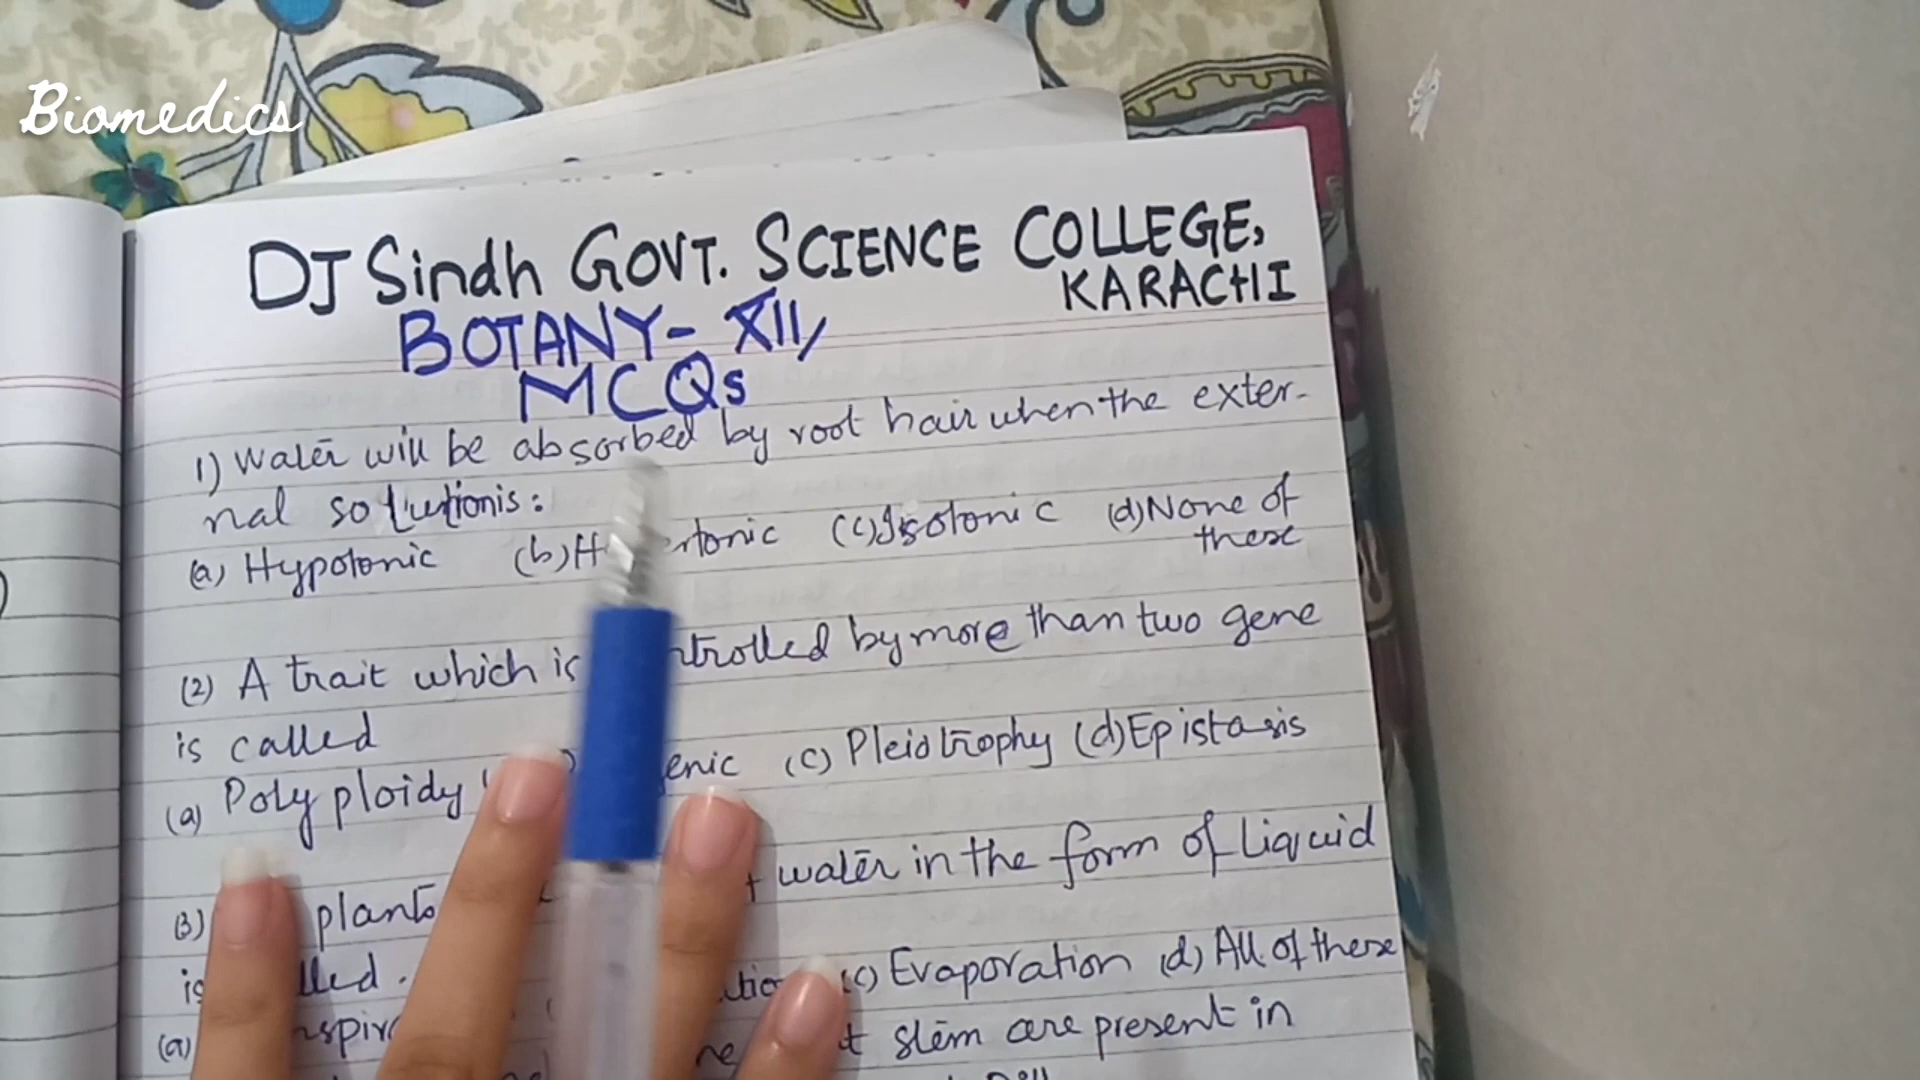 Biomedics
DJ Sindh GOVT. SCIENCE COLLEGE,
KARACHI
BOTANY- XII,
MCQs
1) Water will be absorbed by root hair when the exter-
nal solutionis:
(a) Hypotonic (b) (c) Isotonic (d) None of
these
(2) A trait which is by more than two gene
is called
(a) Polyploidy (c) Pleiotrophy (d) Epistasis
(3) plants water in the form of Liquid
(c) Evaporation (d) All of these
(a) stem are present in